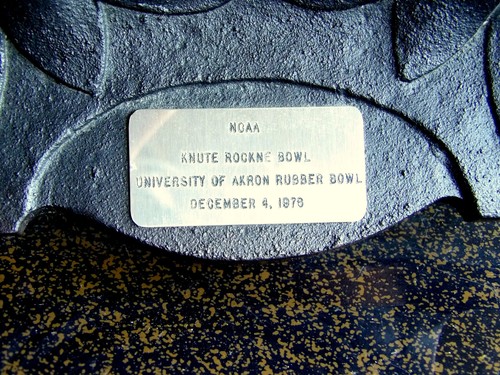 NCAA
KNUTE ROCKNE BOWL
UNIVERSITY OF AKRON RUBBER BOWL
DECEMBER 4, 1976